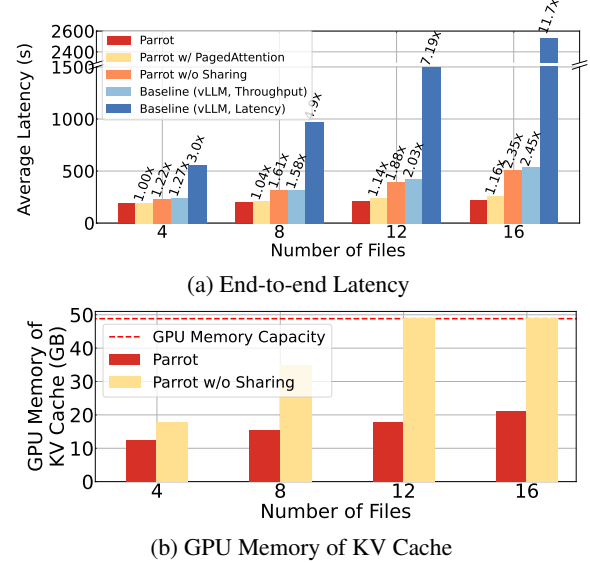 2600
2400
1500
1000
500
0
Average Latency (s)
Parrot
Parrot w/ PagedAttention
Parrot w/o Sharing
Baseline (vLLM, Throughput)
Baseline (vLLM, Latency)
1.00x
1.22x
1.27x
3.0x
1.04x
1.61x
1.58x
1.14x
1.88x
2.03x
7.19x
1.16x
2.35x
2.45x
11.7x
4
8
12
16
Number of Files
(a) End-to-end Latency
50
40
30
20
10
0
GPU Memory of
KV Cache (GB)
GPU Memory Capacity
Parrot
Parrot w/o Sharing
4
8
12
16
Number of Files
(b) GPU Memory of KV Cache